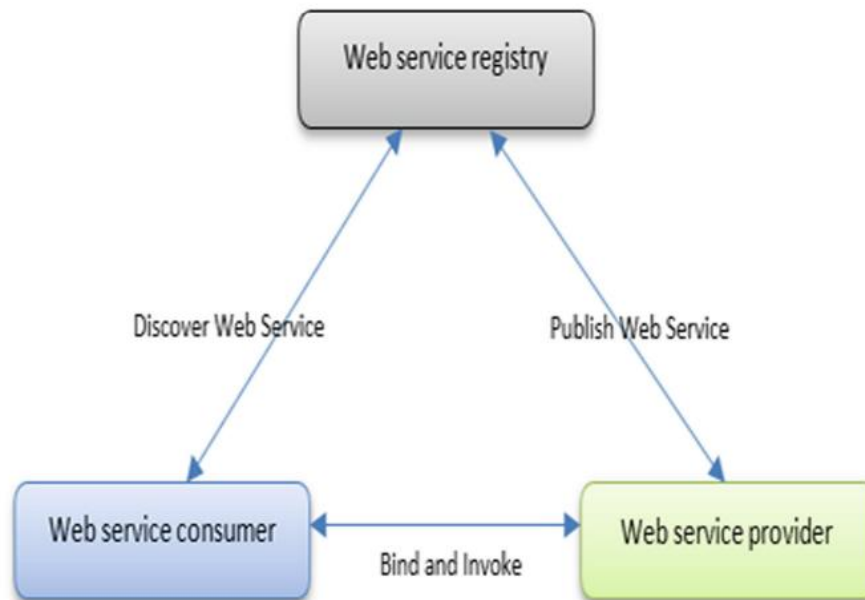 Web service registry
Discover Web Service
Publish Web Service
Web service consumer
Web service provider
Bind and Invoke